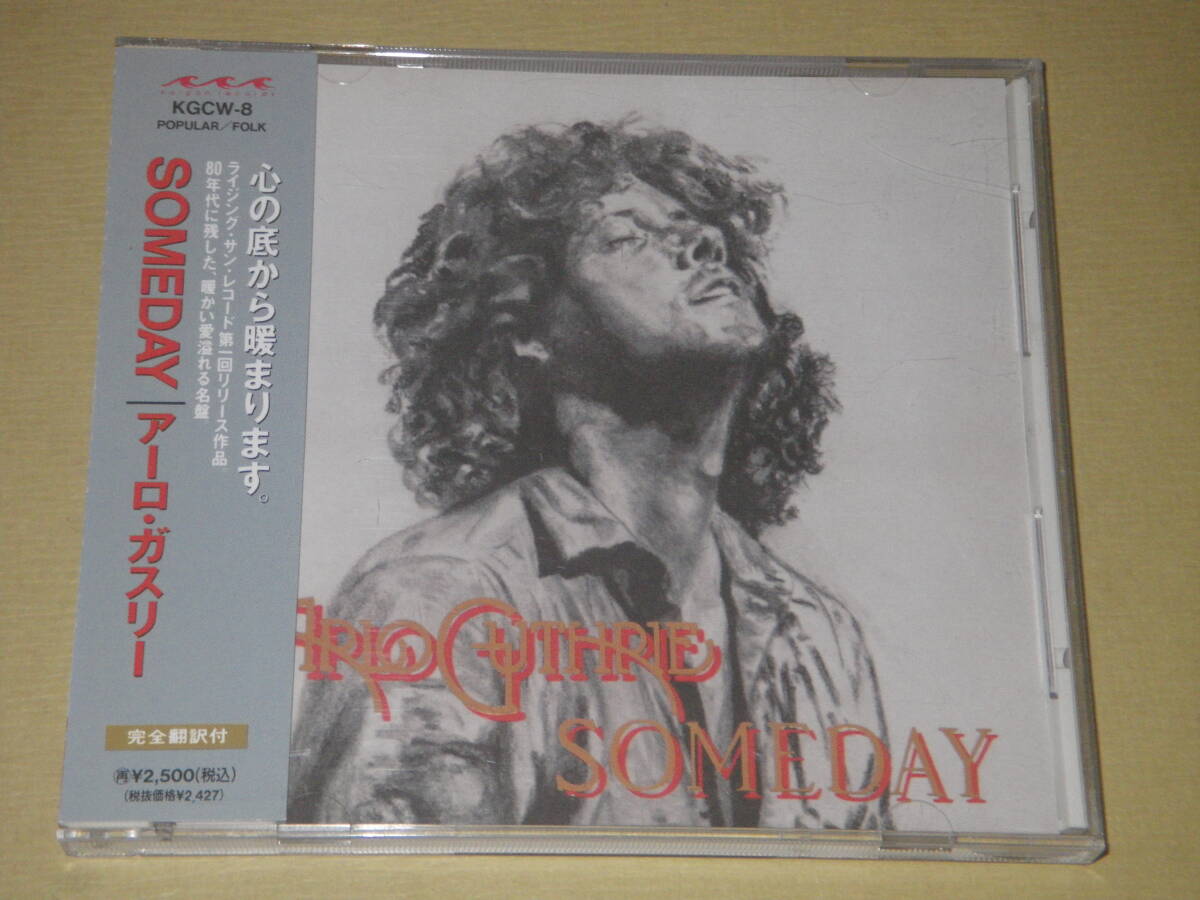 KGCW-8
POPULAR/FOLK
心の底から暖まります。
ライジング・サン・レコード第一回リリース作品
80年代に残した、暖かい愛溢れる名盤
SOMEDAY|アーロ・ガスリー
完全翻訳付
再¥2,500(税込)
(税抜価格¥2,427)
ARLO GUTHRIE
SOMEDAY